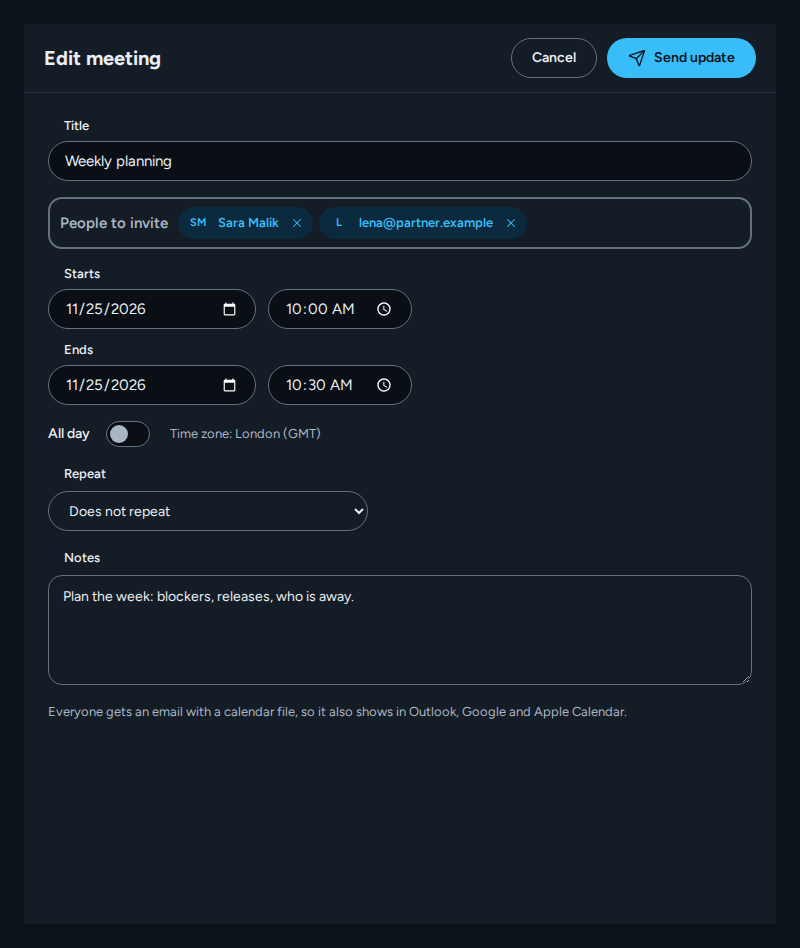 Edit meeting
Cancel
Send update
Title
Weekly planning
People to invite SM Sara Malik L lena@partner.example
Starts
11/25/2026 10:00 AM
Ends
11/25/2026 10:30 AM
All day Time zone: London (GMT)
Repeat
Does not repeat
Notes
Plan the week: blockers, releases, who is away.
Everyone gets an email with a calendar file, so it also shows in Outlook, Google and Apple Calendar.